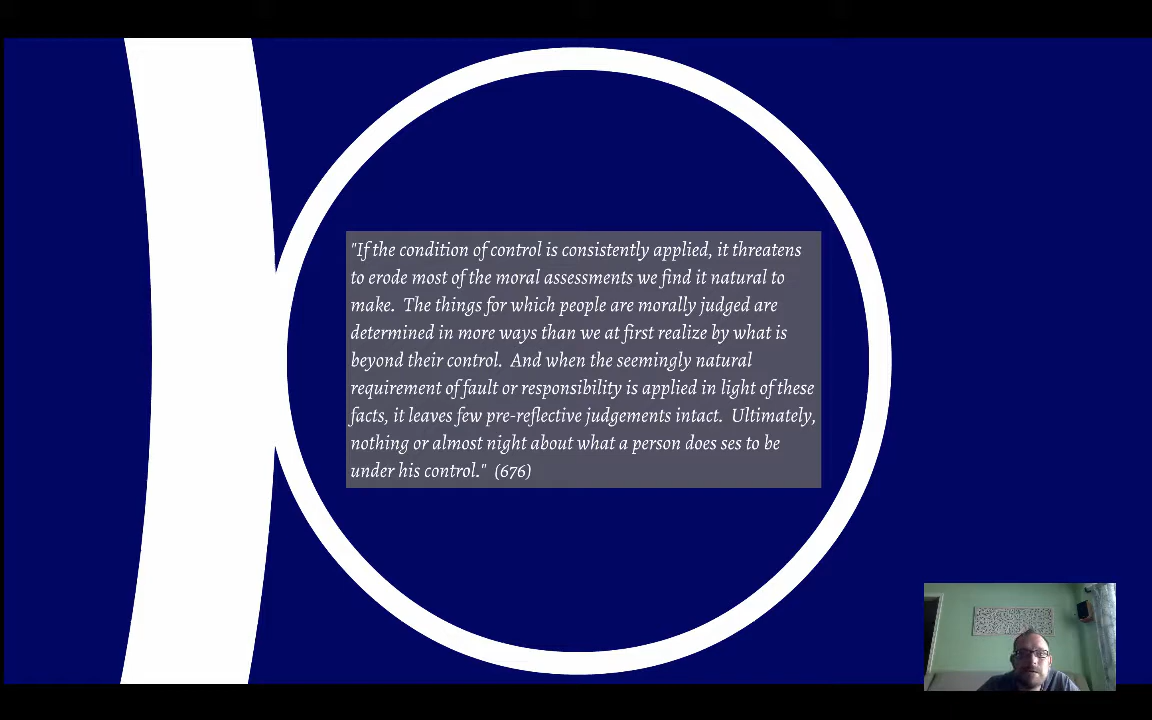 "If the condition of control is consistently applied, it threatens
to erode most of the moral assessments we find it natural to
make. The things for which people are morally judged are
determined in more ways than we at first realize by what is
beyond their control. And when the seemingly natural
requirement of fault or responsibility is applied in light of these
facts, it leaves few pre-reflective judgements intact. Ultimately,
nothing or almost night about what a person does ses to be
under his control." (676)